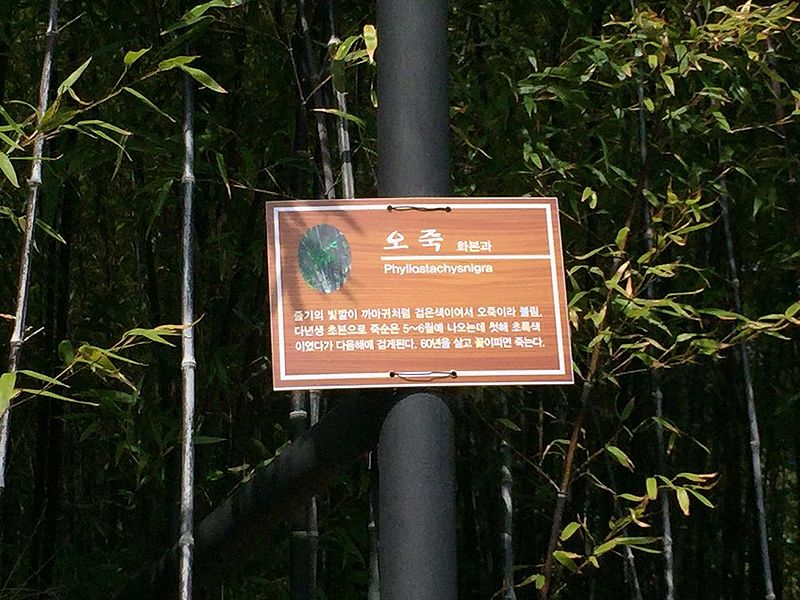 오죽 화본과
Phyllostachysnigra
줄기의 빛깔이 까마귀처럼 검은색이어서 오죽이라 불림.
다년생 초본으로 죽순은 5~6월에 나오는데 첫해 초록색
이였다가 다음해에 검게된다. 60년을 살고 꽃이피면 죽는다.